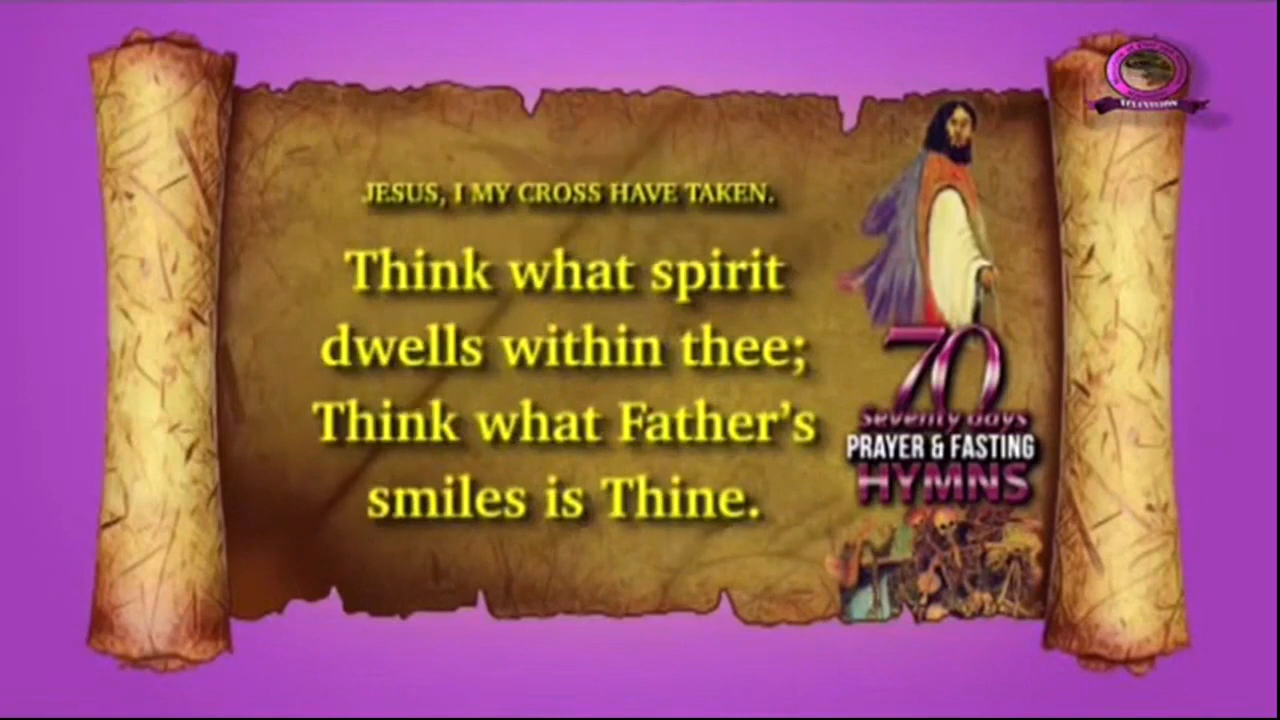 JESUS, I MY CROSS HAVE TAKEN.
Think what spirit
dwells within thee;
Think what Father's
smiles is Thine.
70
Seventy Days
PRAYER & FASTING
HYMNS
TELEVISION